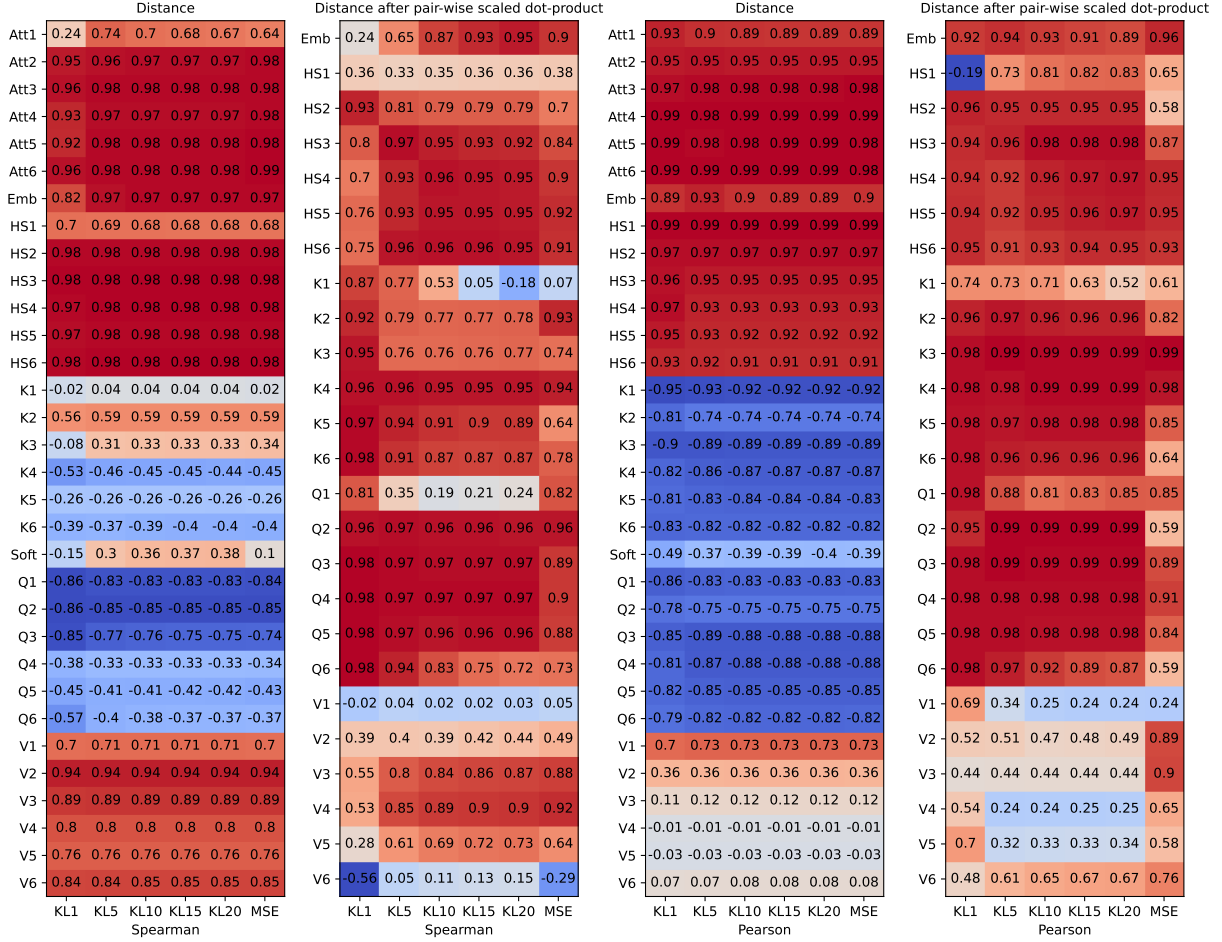 Distance
Att1 0.24 0.74 0.7 0.68 0.67 0.64
Att2 0.95 0.96 0.97 0.97 0.97 0.98
Att3 0.96 0.98 0.98 0.98 0.98 0.98
Att4 0.93 0.97 0.97 0.97 0.97 0.98
Att5 0.92 0.98 0.98 0.98 0.98 0.98
Att6 0.96 0.98 0.98 0.98 0.98 0.99
Emb 0.82 0.97 0.97 0.97 0.97 0.97
HS1 0.7 0.69 0.68 0.68 0.68 0.68
HS2 0.98 0.98 0.98 0.98 0.98 0.98
HS3 0.98 0.98 0.98 0.98 0.98 0.98
HS4 0.97 0.98 0.98 0.98 0.98 0.98
HS5 0.97 0.98 0.98 0.98 0.98 0.98
HS6 0.98 0.98 0.98 0.98 0.98 0.98
K1 -0.02 0.04 0.04 0.04 0.04 0.02
K2 0.56 0.59 0.59 0.59 0.59 0.59
K3 -0.08 0.31 0.33 0.33 0.33 0.34
K4 -0.53 -0.46 -0.45 -0.45 -0.44 -0.45
K5 -0.26 -0.26 -0.26 -0.26 -0.26 -0.26
K6 -0.39 -0.37 -0.39 -0.4 -0.4 -0.4
Soft -0.15 0.3 0.36 0.37 0.38 0.1
Q1 -0.86 -0.83 -0.83 -0.83 -0.83 -0.84
Q2 -0.86 -0.85 -0.85 -0.85 -0.85 -0.85
Q3 -0.85 -0.77 -0.76 -0.75 -0.75 -0.74
Q4 -0.38 -0.33 -0.33 -0.33 -0.33 -0.34
Q5 -0.45 -0.41 -0.41 -0.42 -0.42 -0.43
Q6 -0.57 -0.4 -0.38 -0.37 -0.37 -0.37
V1 0.7 0.71 0.71 0.71 0.71 0.7
V2 0.94 0.94 0.94 0.94 0.94 0.94
V3 0.89 0.89 0.89 0.89 0.89 0.89
V4 0.8 0.8 0.8 0.8 0.8 0.8
V5 0.76 0.76 0.76 0.76 0.76 0.76
V6 0.84 0.84 0.85 0.85 0.85 0.85
KL1 KL5 KL10 KL15 KL20 MSE
Spearman
Distance after pair-wise scaled dot-product
Emb 0.24 0.65 0.87 0.93 0.95 0.9
HS1 0.36 0.33 0.35 0.36 0.36 0.38
HS2 0.93 0.81 0.79 0.79 0.79 0.7
HS3 0.8 0.97 0.95 0.93 0.92 0.84
HS4 0.7 0.93 0.96 0.95 0.95 0.9
HS5 0.76 0.93 0.95 0.95 0.95 0.92
HS6 0.75 0.96 0.96 0.96 0.95 0.91
K1 0.87 0.77 0.53 0.05 -0.18 0.07
K2 0.92 0.79 0.77 0.77 0.78 0.93
K3 0.95 0.76 0.76 0.76 0.77 0.74
K4 0.96 0.96 0.95 0.95 0.95 0.94
K5 0.97 0.94 0.91 0.9 0.89 0.64
K6 0.98 0.91 0.87 0.87 0.87 0.78
Q1 0.81 0.35 0.19 0.21 0.24 0.82
Q2 0.96 0.97 0.96 0.96 0.96 0.96
Q3 0.98 0.97 0.97 0.97 0.97 0.89
Q4 0.98 0.97 0.97 0.97 0.97 0.9
Q5 0.98 0.97 0.96 0.96 0.96 0.88
Q6 0.98 0.94 0.83 0.75 0.72 0.73
V1 -0.02 0.04 0.02 0.02 0.03 0.05
V2 0.39 0.4 0.39 0.42 0.44 0.49
V3 0.55 0.8 0.84 0.86 0.87 0.88
V4 0.53 0.85 0.89 0.9 0.9 0.92
V5 0.28 0.61 0.69 0.72 0.73 0.64
V6 -0.56 0.05 0.11 0.13 0.15 -0.29
KL1 KL5 KL10 KL15 KL20 MSE
Spearman
Distance
Att1 0.93 0.9 0.89 0.89 0.89 0.89
Att2 0.95 0.95 0.95 0.95 0.95 0.95
Att3 0.97 0.98 0.98 0.98 0.98 0.98
Att4 0.99 0.99 0.99 0.99 0.99 0.98
Att5 0.99 0.98 0.99 0.99 0.99 0.98
Att6 0.99 0.99 0.99 0.99 0.99 0.98
Emb 0.89 0.93 0.9 0.89 0.89 0.9
HS1 0.99 0.99 0.99 0.99 0.99 0.99
HS2 0.97 0.97 0.97 0.97 0.97 0.97
HS3 0.96 0.95 0.95 0.95 0.95 0.95
HS4 0.97 0.94 0.93 0.93 0.93 0.93
HS5 0.95 0.93 0.92 0.92 0.92 0.92
HS6 0.93 0.92 0.91 0.91 0.91 0.91
K1 -0.95 -0.93 -0.92 -0.92 -0.92 -0.92
K2 -0.81 -0.74 -0.74 -0.74 -0.74 -0.74
K3 -0.9 -0.89 -0.89 -0.89 -0.89 -0.89
K4 -0.82 -0.86 -0.87 -0.87 -0.87 -0.87
K5 -0.81 -0.83 -0.84 -0.84 -0.84 -0.83
K6 -0.83 -0.82 -0.82 -0.82 -0.82 -0.82
Soft -0.49 -0.37 -0.39 -0.39 -0.4 -0.39
Q1 -0.86 -0.83 -0.83 -0.83 -0.83 -0.83
Q2 -0.78 -0.75 -0.75 -0.75 -0.75 -0.75
Q3 -0.85 -0.89 -0.88 -0.88 -0.88 -0.88
Q4 -0.81 -0.87 -0.88 -0.88 -0.88 -0.88
Q5 -0.82 -0.85 -0.85 -0.85 -0.85 -0.85
Q6 -0.79 -0.82 -0.82 -0.82 -0.82 -0.82
V1 0.7 0.73 0.73 0.73 0.73 0.73
V2 0.36 0.36 0.36 0.36 0.36 0.36
V3 0.11 0.12 0.12 0.12 0.12 0.12
V4 -0.01 -0.01 -0.01 -0.01 -0.01 -0.01
V5 -0.03 -0.03 -0.03 -0.03 -0.03 -0.03
V6 0.07 0.07 0.08 0.08 0.08 0.08
KL1 KL5 KL10 KL15 KL20 MSE
Pearson
Distance after pair-wise scaled dot-product
Emb 0.92 0.94 0.93 0.91 0.89 0.96
HS1 -0.19 0.73 0.81 0.82 0.83 0.65
HS2 0.96 0.95 0.95 0.95 0.95 0.58
HS3 0.94 0.96 0.98 0.98 0.98 0.87
HS4 0.94 0.92 0.96 0.97 0.97 0.95
HS5 0.94 0.92 0.95 0.96 0.97 0.95
HS6 0.95 0.91 0.93 0.94 0.95 0.93
K1 0.74 0.73 0.71 0.63 0.52 0.61
K2 0.96 0.97 0.96 0.96 0.96 0.82
K3 0.98 0.99 0.99 0.99 0.99 0.99
K4 0.98 0.98 0.99 0.99 0.99 0.98
K5 0.98 0.97 0.98 0.98 0.98 0.85
K6 0.98 0.96 0.96 0.96 0.96 0.64
Q1 0.98 0.88 0.81 0.83 0.85 0.85
Q2 0.95 0.99 0.99 0.99 0.99 0.59
Q3 0.98 0.99 0.99 0.99 0.99 0.89
Q4 0.98 0.98 0.98 0.98 0.98 0.91
Q5 0.98 0.98 0.98 0.98 0.98 0.84
Q6 0.98 0.97 0.92 0.89 0.87 0.59
V1 0.69 0.34 0.25 0.24 0.24 0.24
V2 0.52 0.51 0.47 0.48 0.49 0.89
V3 0.44 0.44 0.44 0.44 0.44 0.9
V4 0.54 0.24 0.24 0.25 0.25 0.65
V5 0.7 0.32 0.33 0.33 0.34 0.58
V6 0.48 0.61 0.65 0.67 0.67 0.76
KL1 KL5 KL10 KL15 KL20 MSE
Pearson